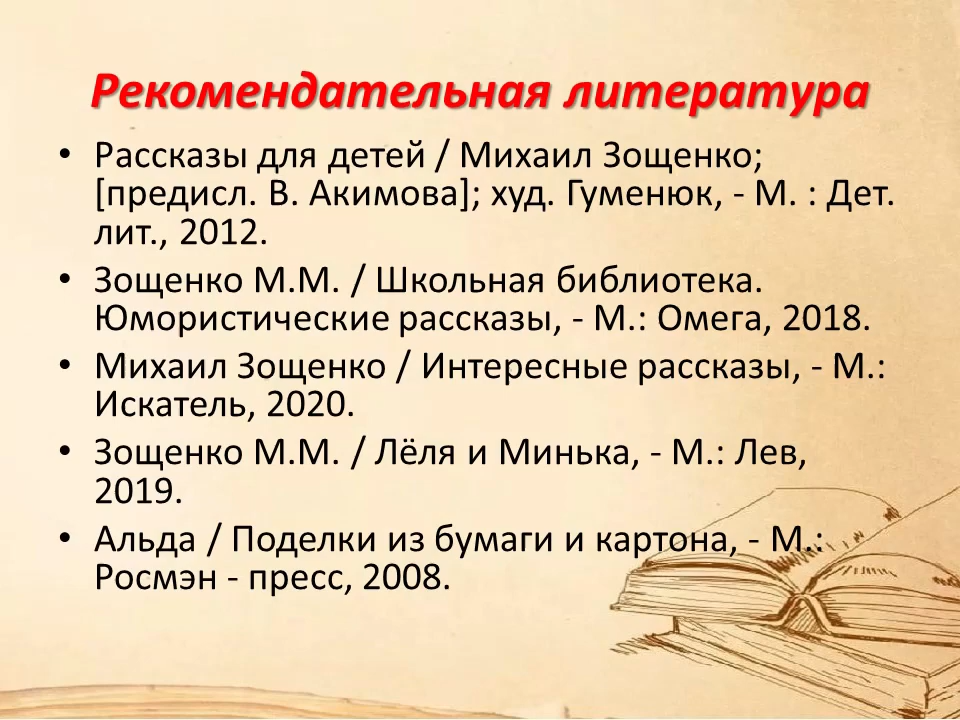 Рекомендательная литература
• Рассказы для детей / Михаил Зощенко;
[предисл. В. Акимова]; худ. Гуменюк, - М. : Дет.
лит., 2012.
• Зощенко М.М. / Школьная библиотека.
Юмористические рассказы, - М.: Омега, 2018.
• Михаил Зощенко / Интересные рассказы, - М.:
Искатель, 2020.
• Зощенко М.М. / Лёля и Минька, - М.: Лев,
2019.
• Альда / Поделки из бумаги и картона, - М.:
Росмэн - пресс, 2008.